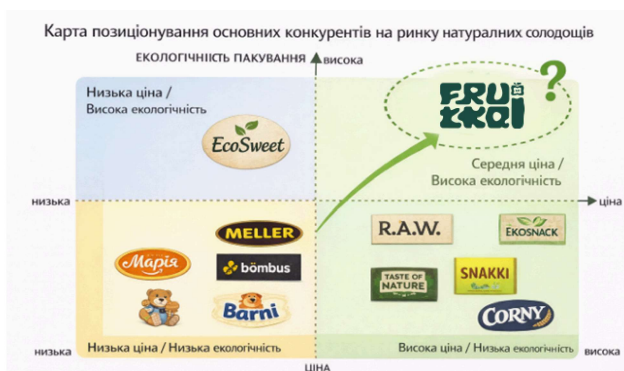 Карта позиціонування основних конкурентів на ринку натуральних солодощів
ЕКОЛОГІЧНІСТЬ ПАКУВАННЯ висока
Низька ціна /
Висока екологічність
EcoSweet
FRU
ЇККАІ
?
Середня ціна /
Висока екологічність
низька
ціна
MELLER
Марія
bömbus
Barni
R.A.W.
EKOSNACK
TASTE OF
NATURE
SNAKKI
CORNY
низька
Низька ціна / Низька екологічність
Висока ціна / Низька екологічність
висока
ЦІНА